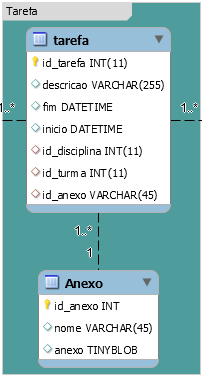 Tarefa
tarefa
id_tarefa INT(11)
descricao VARCHAR(255)
fim DATETIME
1..*
1..*
inicio DATETIME
id_disciplina INT(11)
id_turma INT(11)
id_anexo VARCHAR(45)
1..*
1
Anexo
id_anexo INT
nome VARCHAR(45)
anexo TINYBLOB